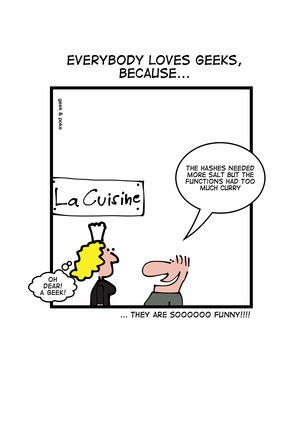 EVERYBODY LOVES GEEKS,
BECAUSE...
geek & poke
THE HASHES NEEDED
MORE SALT BUT THE
FUNCTIONS HAD TOO
MUCH CURRY
La Cuisine
OH
DEAR!
A GEEK!
... THEY ARE SOOOOOO FUNNY!!!!